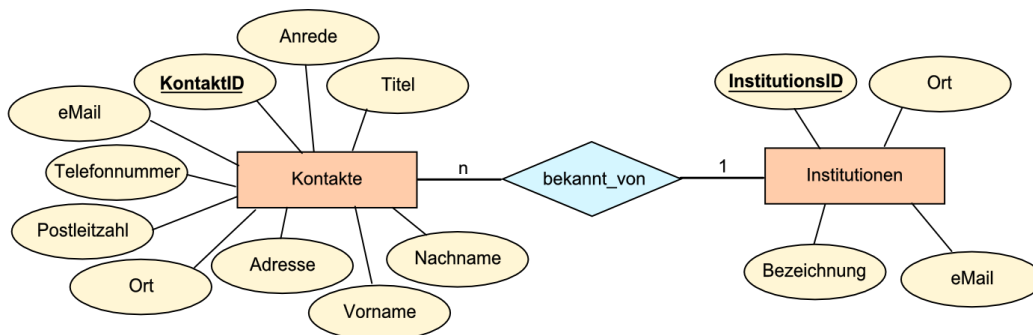 Anrede
KontaktID
Titel
eMail
Telefonnummer
Postleitzahl
Ort
Adresse
Vorname
Nachname
Kontakte
n
bekannt_von
1
Institutionen
InstitutionsID
Ort
Bezeichnung
eMail